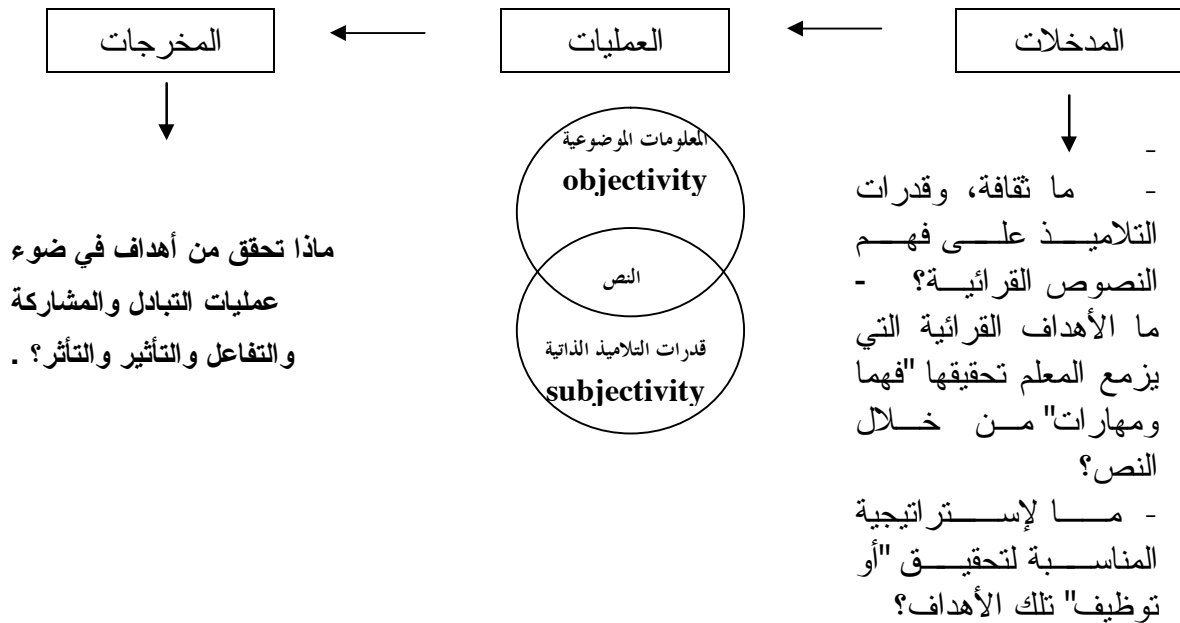 المدخلات
العمليات
المخرجات
-
- ما ثقافة، وقدرات
التلاميذ على فهم
النصوص القرائية؟ -
ما الأهداف القرائية التي
يزمع المعلم تحقيقها "فهما
ومهارات" من خلال
النص؟
- ما لإستراتيجية
المناسبة لتحقيق "أو
توظيف" تلك الأهداف؟
المعلومات الموضوعية
objectivity
النص
قدرات التلاميذ الذاتية
subjectivity
ماذا تحقق من أهداف في ضوء
عمليات التبادل والمشاركة
والتفاعل والتأثير والتأثر؟ .